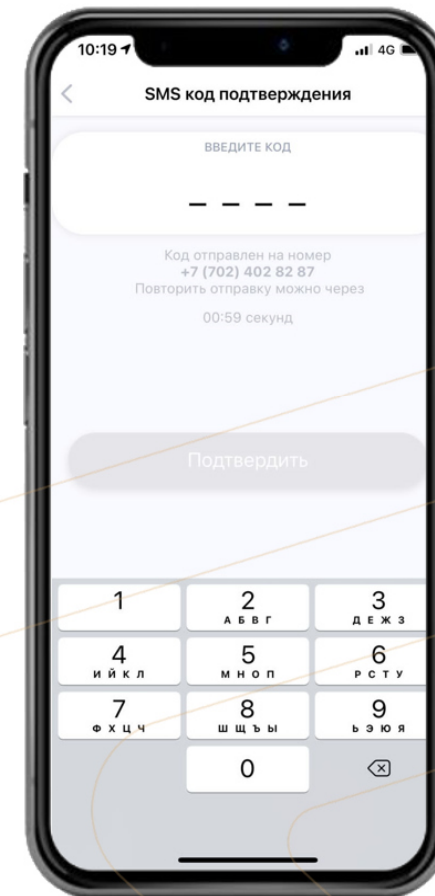 10:19
4G
SMS код подтверждения
ВВЕДИТЕ КОД
Код отправлен на номер
+7 (702) 402 82 87
Повторить отправку можно через
00:59 секунд
Подтвердить
1 2 3
А Б В Г Д Е Ж З
4 5 6
И Й К Л М Н О П Р С Т У
7 8 9
Ф Х Ц Ч Ш Щ Ъ Ы Ь Э Ю Я
0